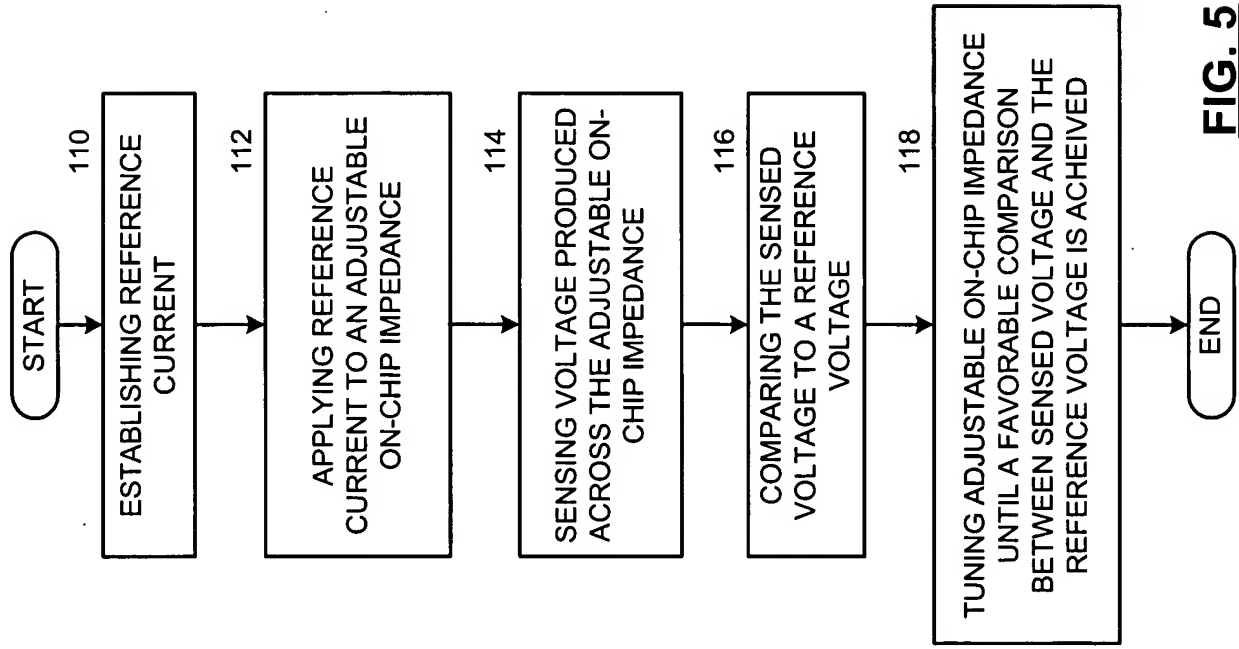 START
110
ESTABLISHING REFERENCE
CURRENT
112
APPLYING REFERENCE
CURRENT TO AN ADJUSTABLE
ON-CHIP IMPEDANCE
114
SENSING VOLTAGE PRODUCED
ACROSS THE ADJUSTABLE ON-
CHIP IMPEDANCE
116
COMPARING THE SENSED
VOLTAGE TO A REFERENCE
VOLTAGE
118
TUNING ADJUSTABLE ON-CHIP IMPEDANCE
UNTIL A FAVORABLE COMPARISON
BETWEEN SENSED VOLTAGE AND THE
REFERENCE VOLTAGE IS ACHEIVED
END
FIG. 5